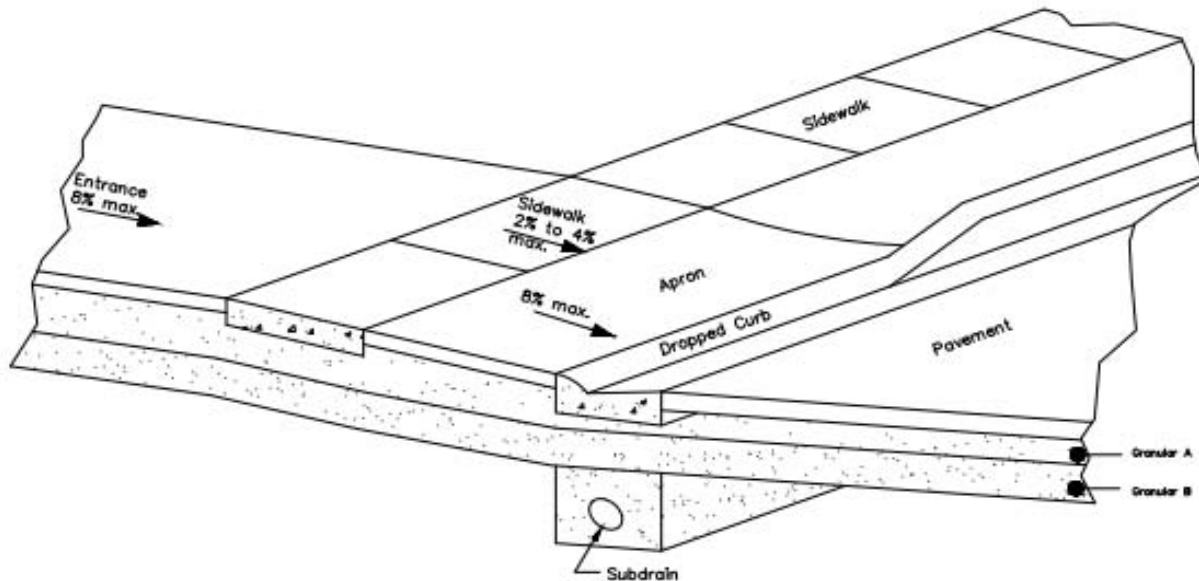 Sidewalk
Entrance
8% max.
Sidewalk
2% to 4%
max.
Apron
8% max.
Dropped Curb
Pavement
Granular A
Granular B
Subdrain